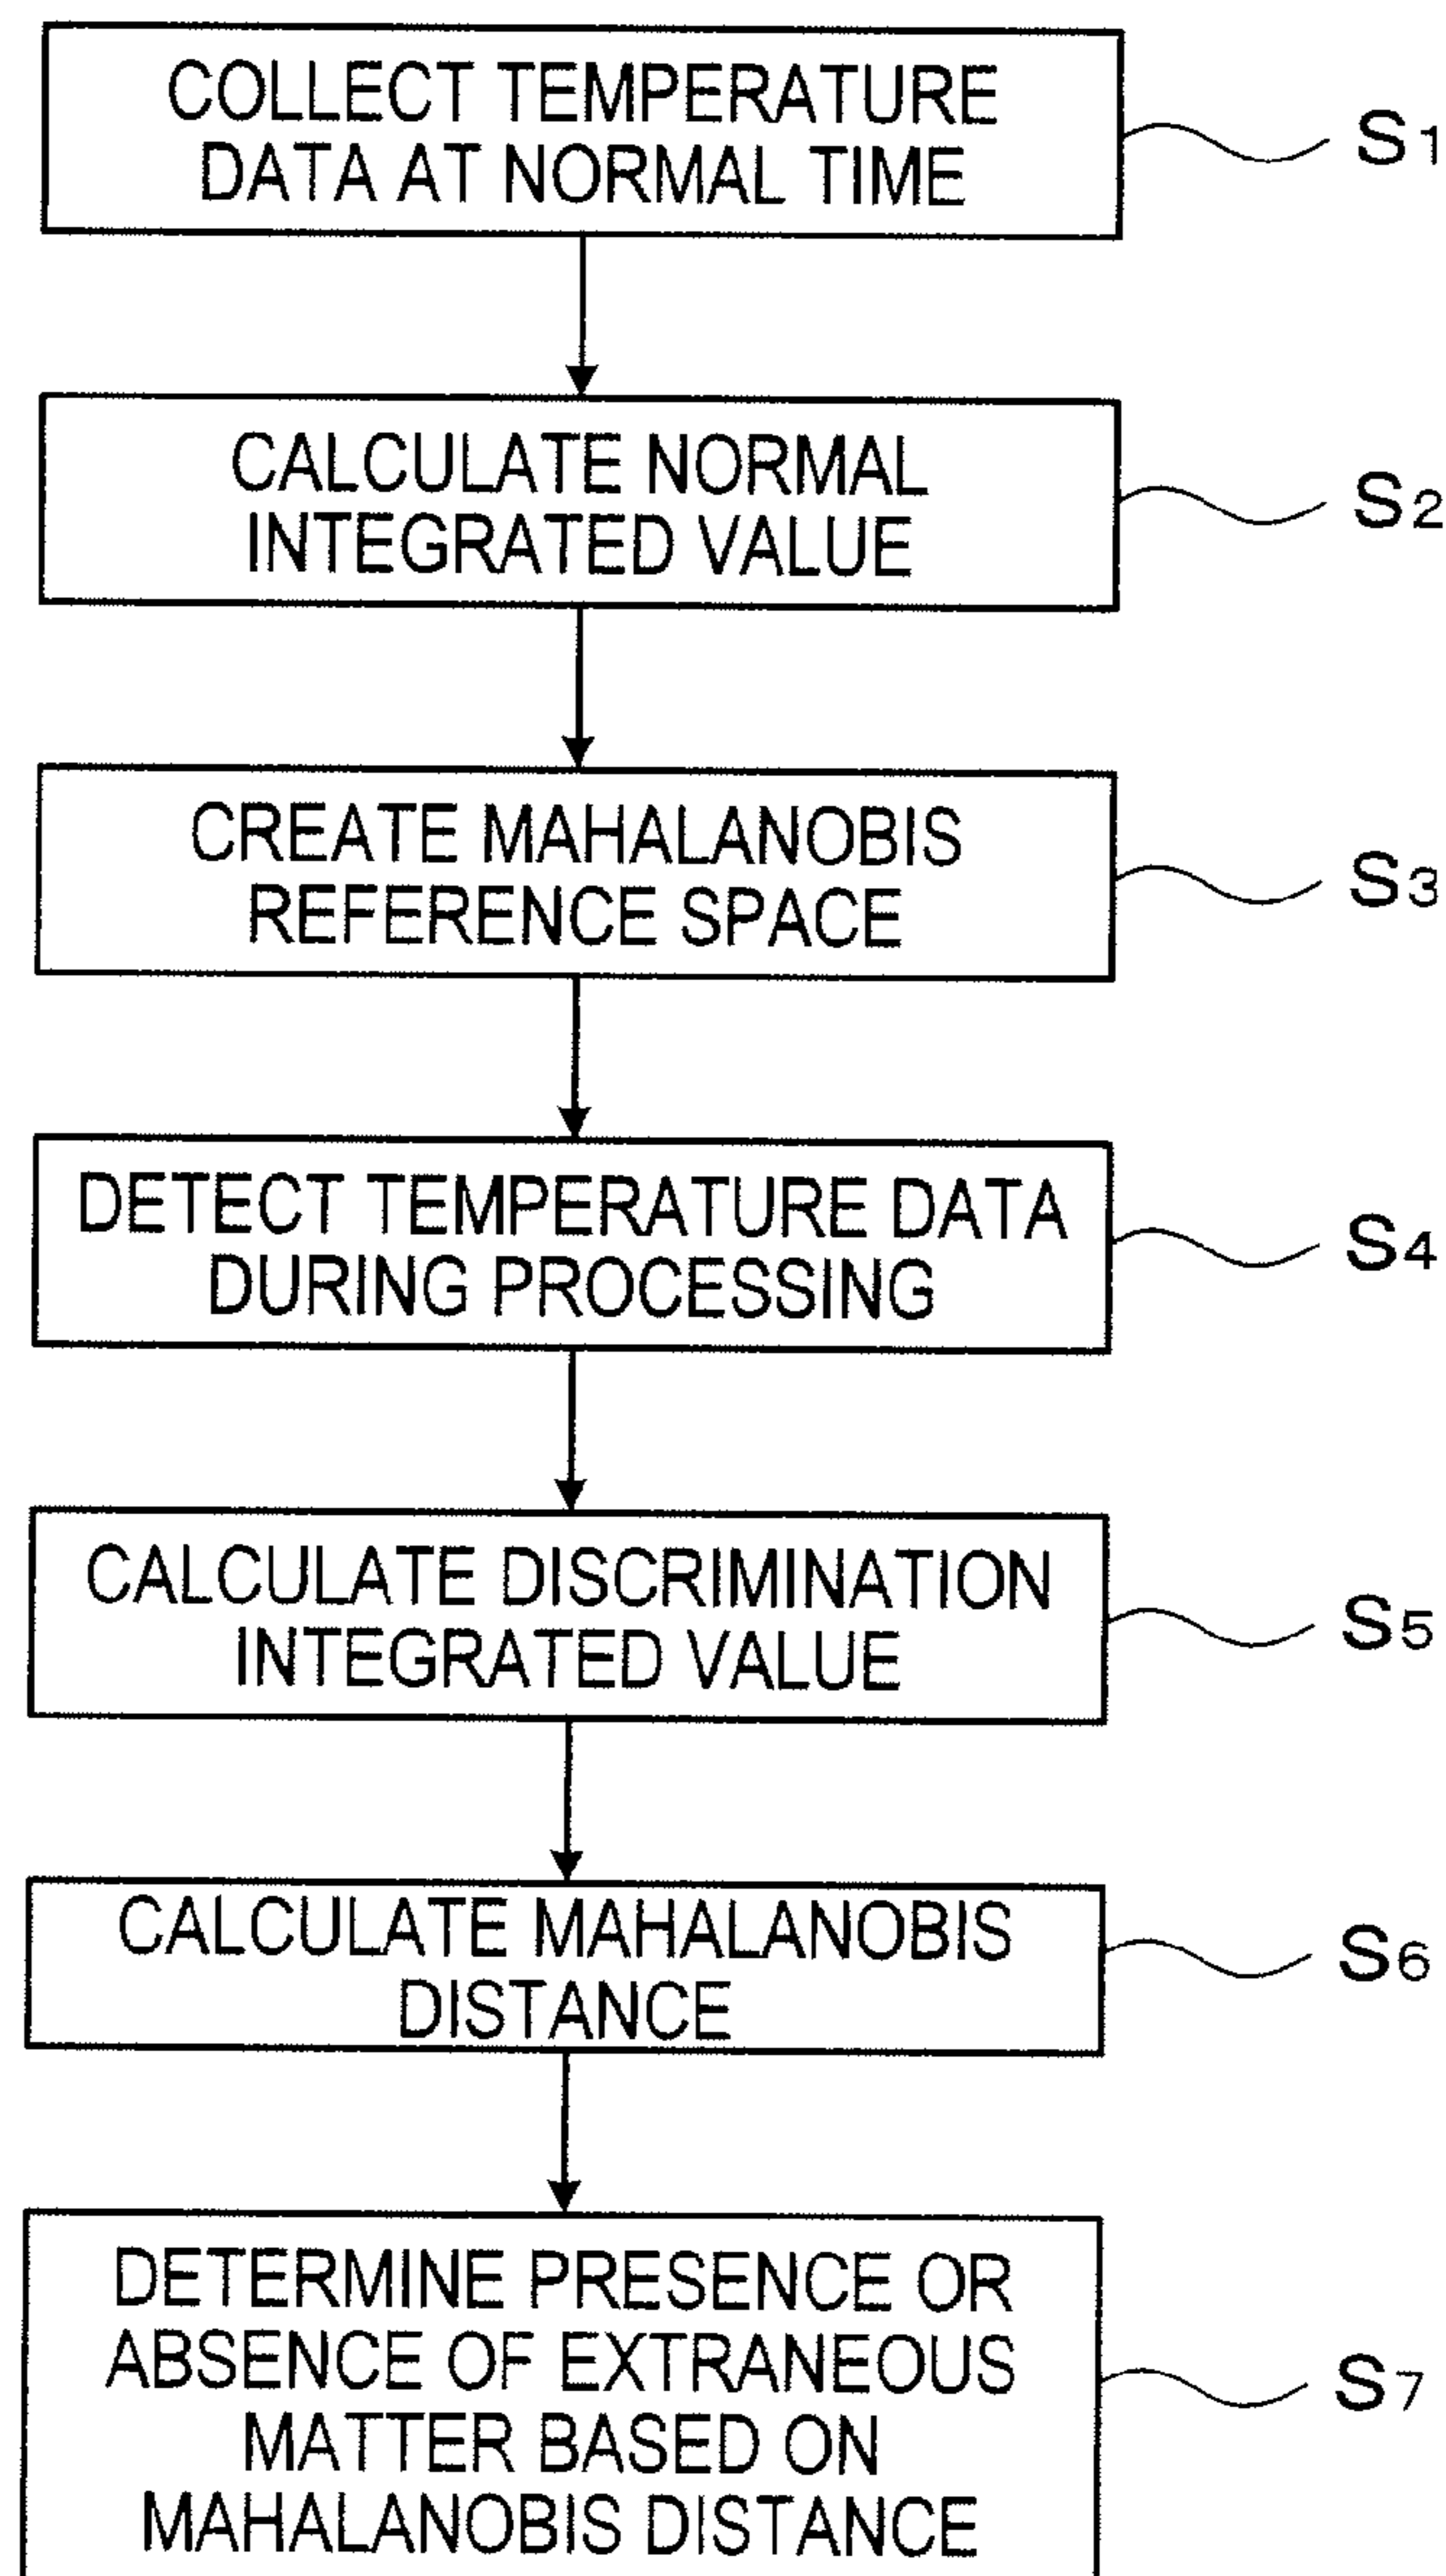 COLLECT TEMPERATURE
DATA AT NORMAL TIME
S1
CALCULATE NORMAL
INTEGRATED VALUE
S2
CREATE MAHALANOBIS
REFERENCE SPACE
S3
DETECT TEMPERATURE DATA
DURING PROCESSING
S4
CALCULATE DISCRIMINATION
INTEGRATED VALUE
S5
CALCULATE MAHALANOBIS
DISTANCE
S6
DETERMINE PRESENCE OR
ABSENCE OF EXTRANEOUS
MATTER BASED ON
MAHALANOBIS DISTANCE
S7